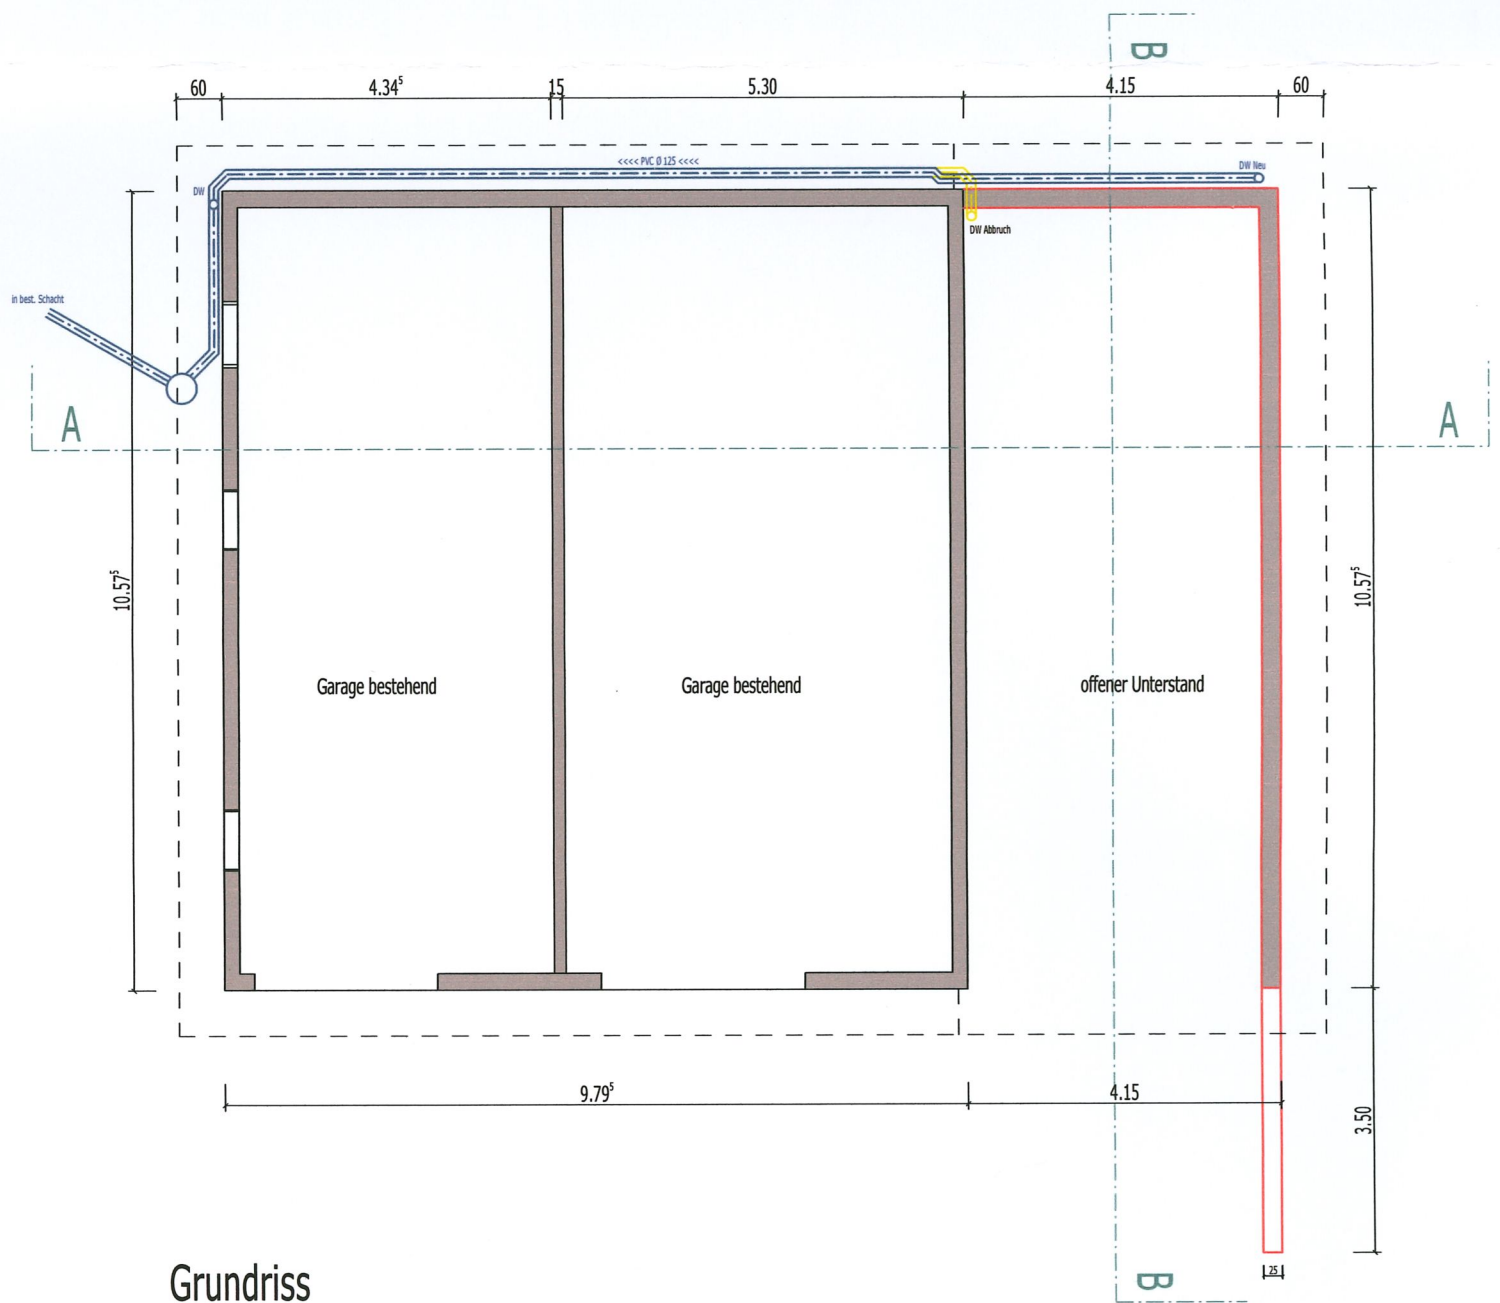 B
60
4.34⁵
15
5.30
4.15
60
<<<< PVC Ø 125 <<<<
DW Neu
DW
DW Abbruch
in best. Schacht
A
A
10.57⁵
10.57⁵
Garage bestehend
Garage bestehend
offener Unterstand
9.79⁵
4.15
3.50
25
B
Grundriss